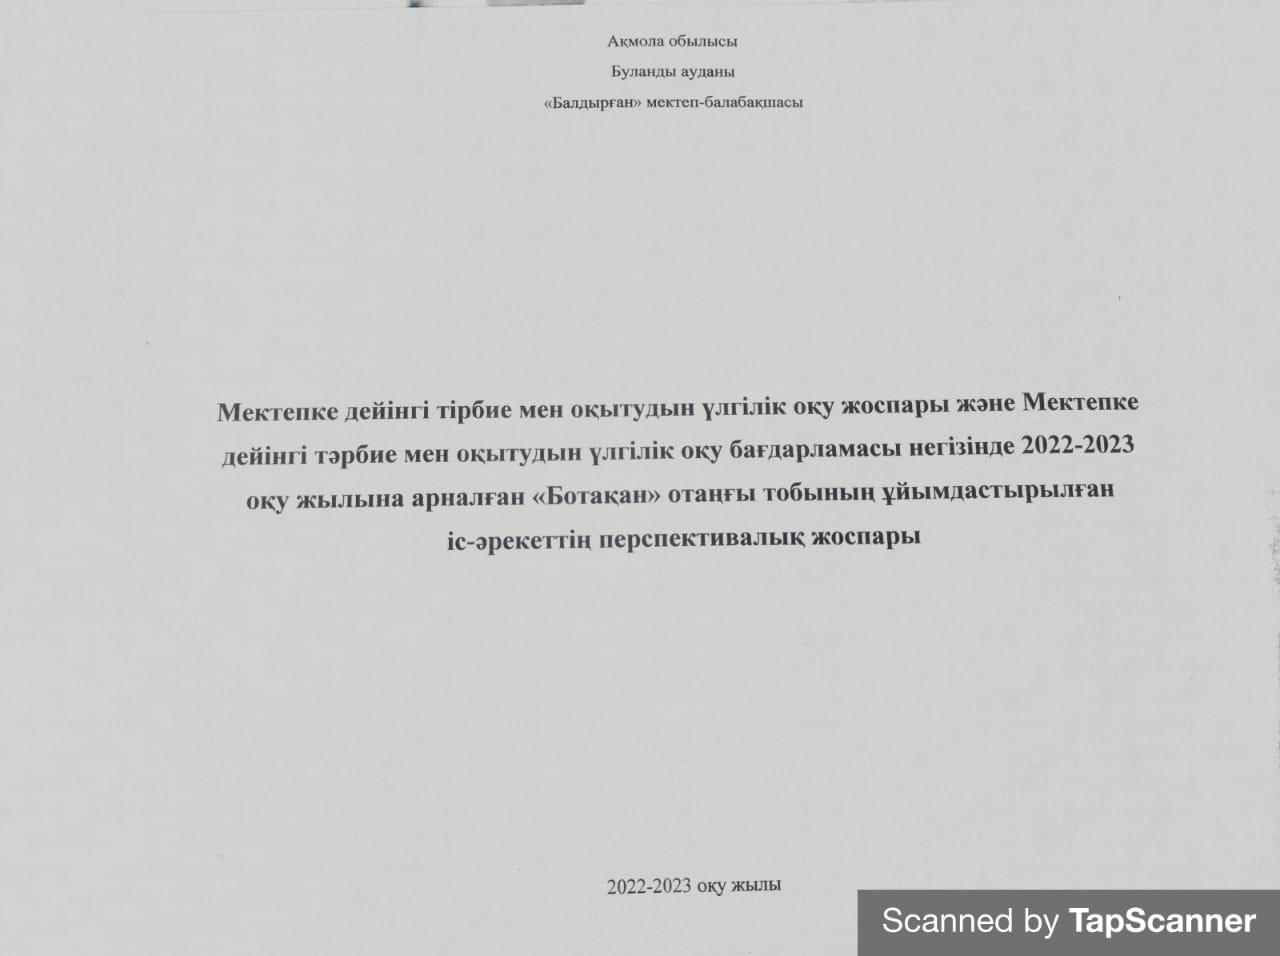 Ақмола обылысы
Буланды ауданы
«Балдырған» мектеп-балабақшасы
Мектепке дейінгі тірбие мен оқытудын үлгілік оқу жоспары және Мектепке
дейінгі тәрбие мен оқытудын үлгілік оқу бағдарламасы негізінде 2022-2023
оқу жылына арналған «Ботақан» отаңғы тобының ұйымдастырылған
іс-әрекеттің перспективалық жоспары
2022-2023 оқу жылы
Scanned by TapScanner